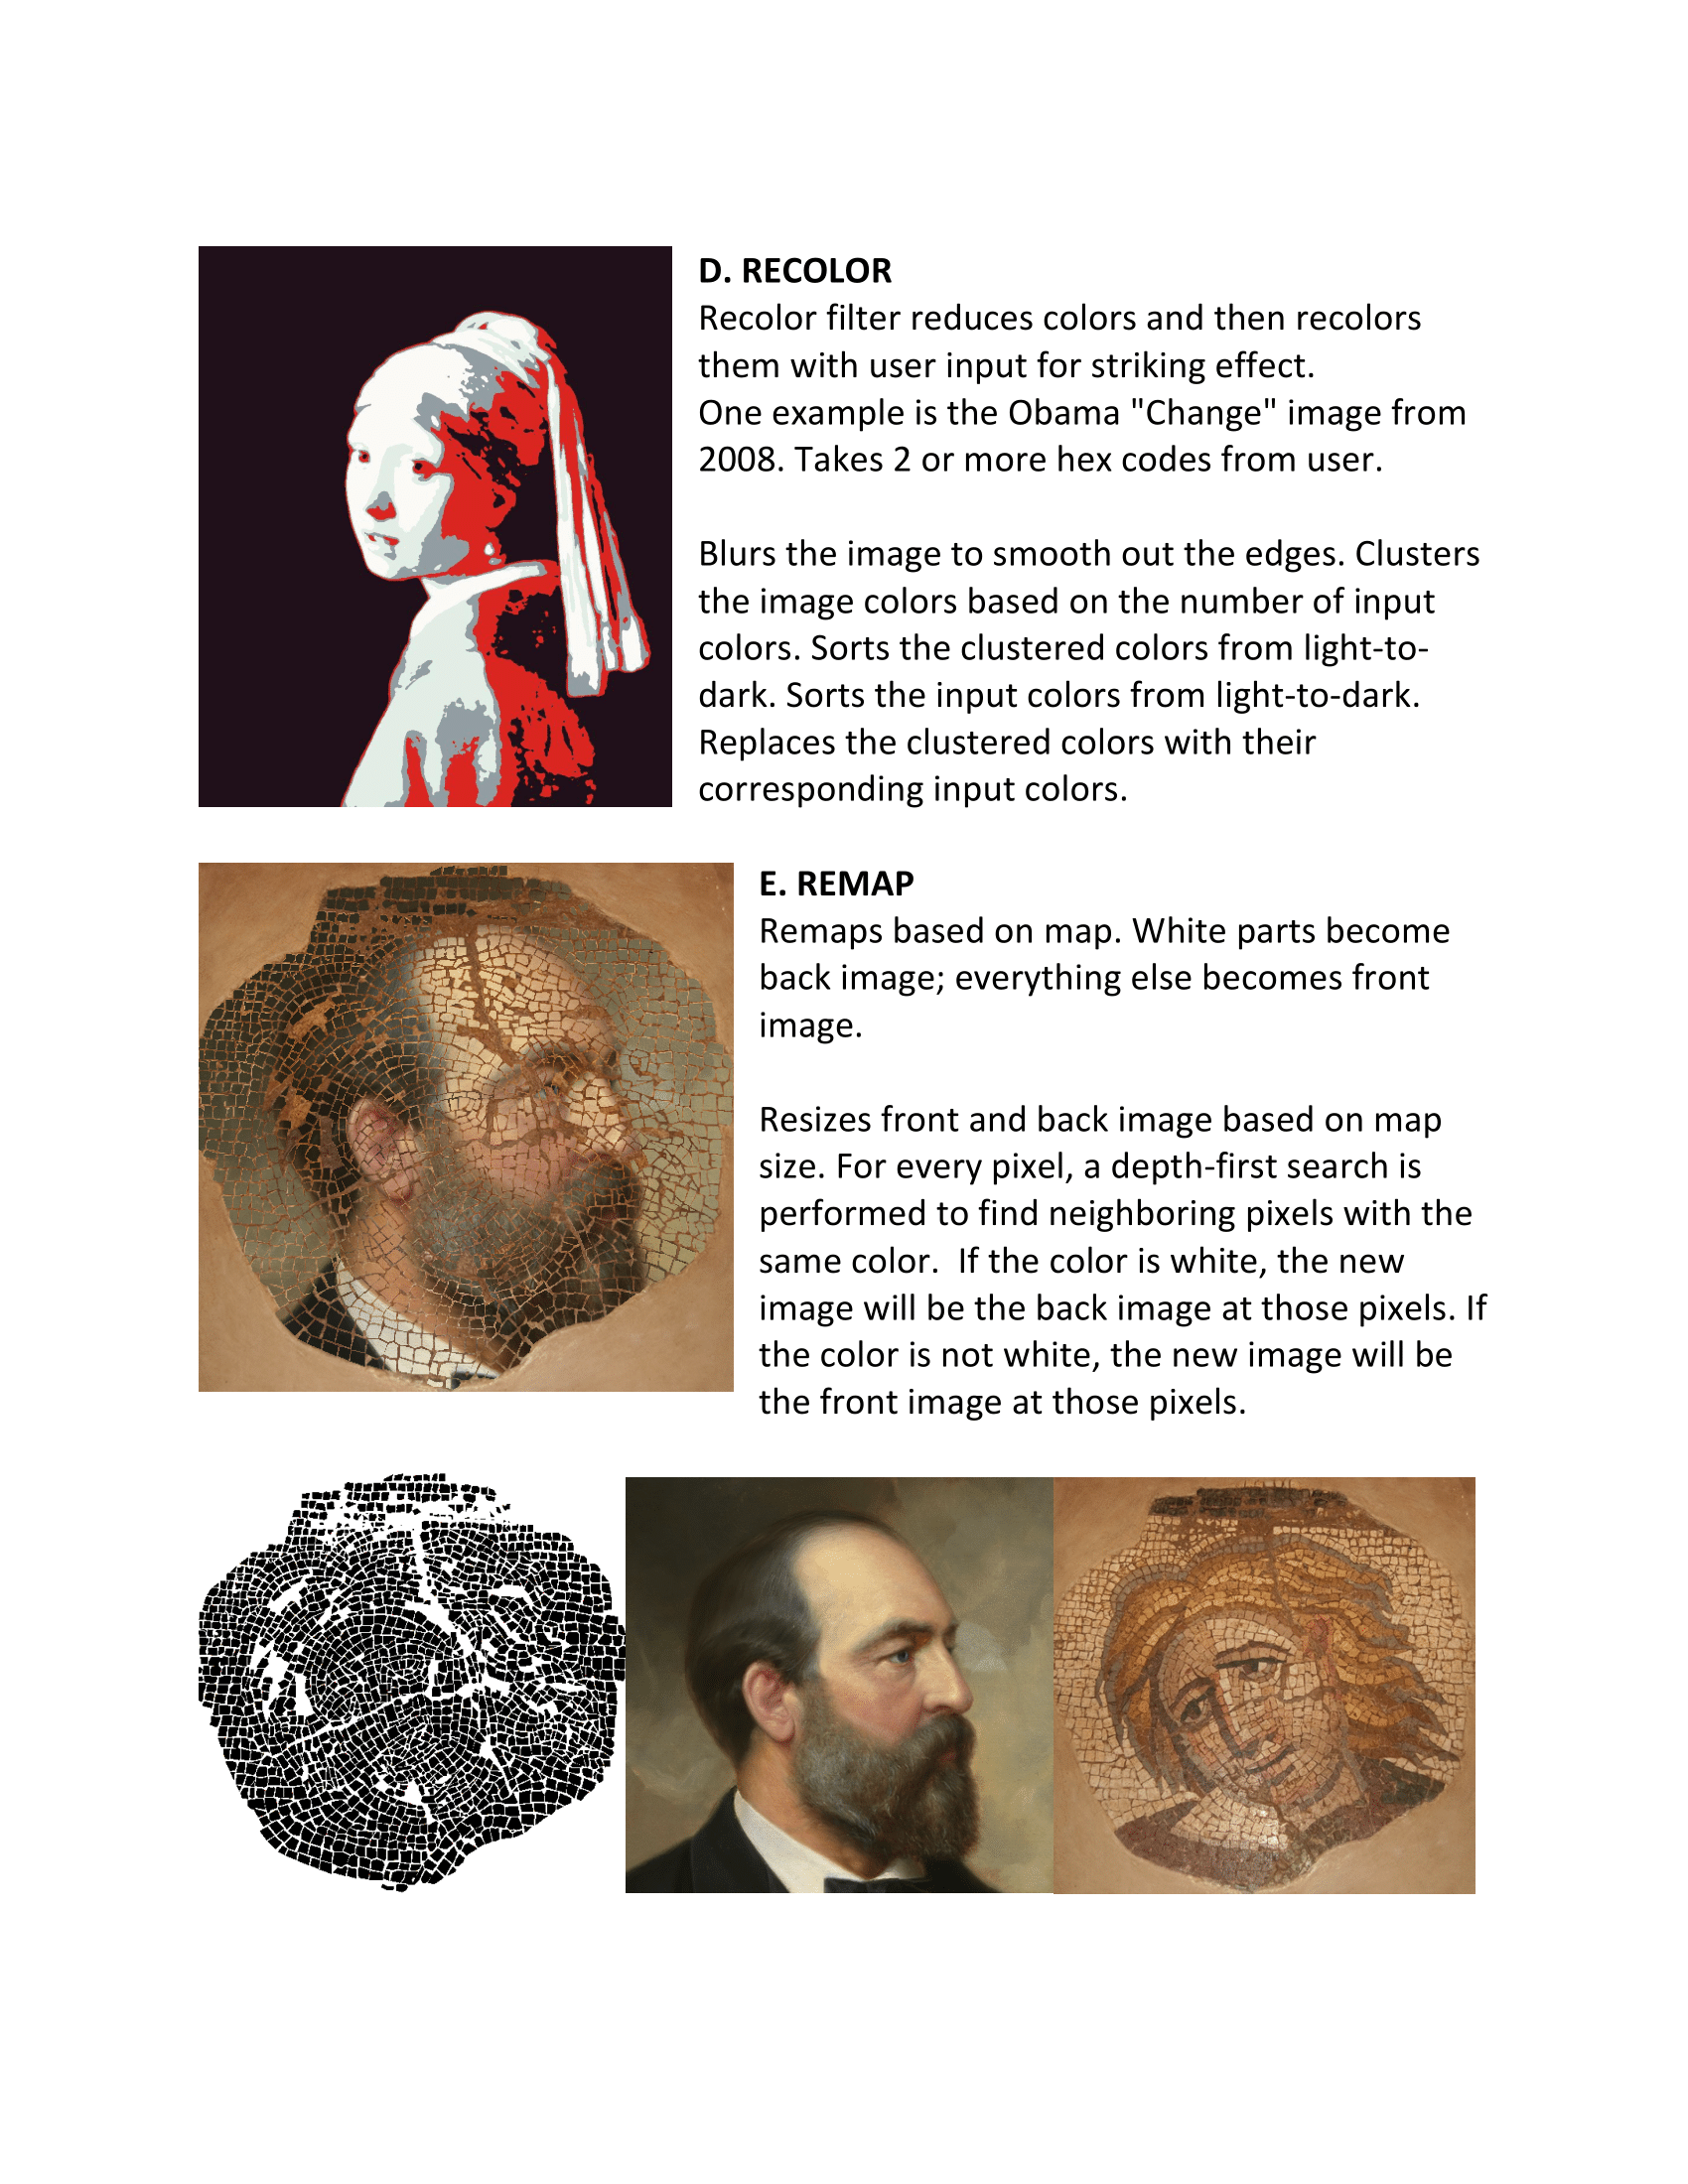 D. RECOLOR
Recolor filter reduces colors and then recolors
them with user input for striking effect.
One example is the Obama "Change" image from
2008. Takes 2 or more hex codes from user.
Blurs the image to smooth out the edges. Clusters
the image colors based on the number of input
colors. Sorts the clustered colors from light-to-
dark. Sorts the input colors from light-to-dark.
Replaces the clustered colors with their
corresponding input colors.
E. REMAP
Remaps based on map. White parts become
back image; everything else becomes front
image.
Resizes front and back image based on map
size. For every pixel, a depth-first search is
performed to find neighboring pixels with the
same color.  If the color is white, the new
image will be the back image at those pixels. If
the color is not white, the new image will be
the front image at those pixels.